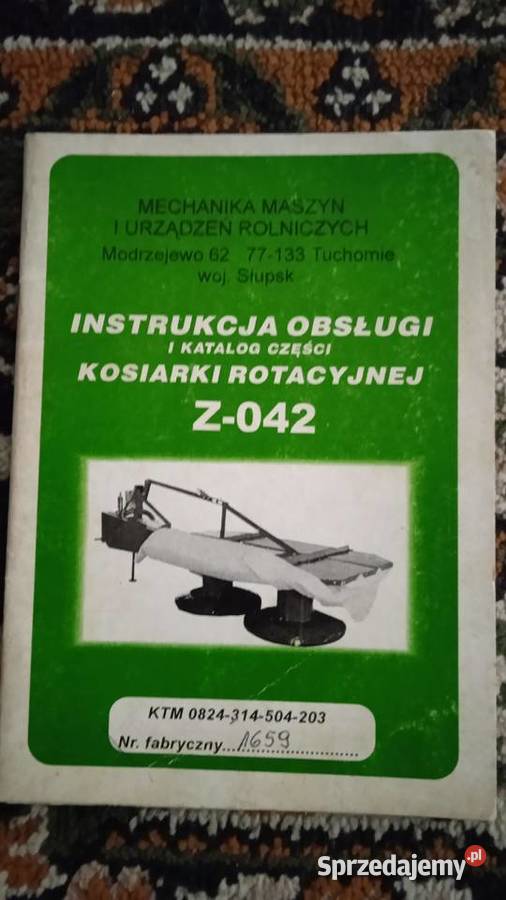 MECHANIKA MASZYN
I URZĄDZEŃ ROLNICZYCH
Modrzejewo 62 77-133 Tuchomie
woj. Słupsk
INSTRUKCJA OBSŁUGI
I KATALOG CZĘŚCI
KOSIARKI ROTACYJNEJ
Z-042
KTM 0824-314-504-203
Nr. fabryczny....1659..............
Sprzedajemy.pl